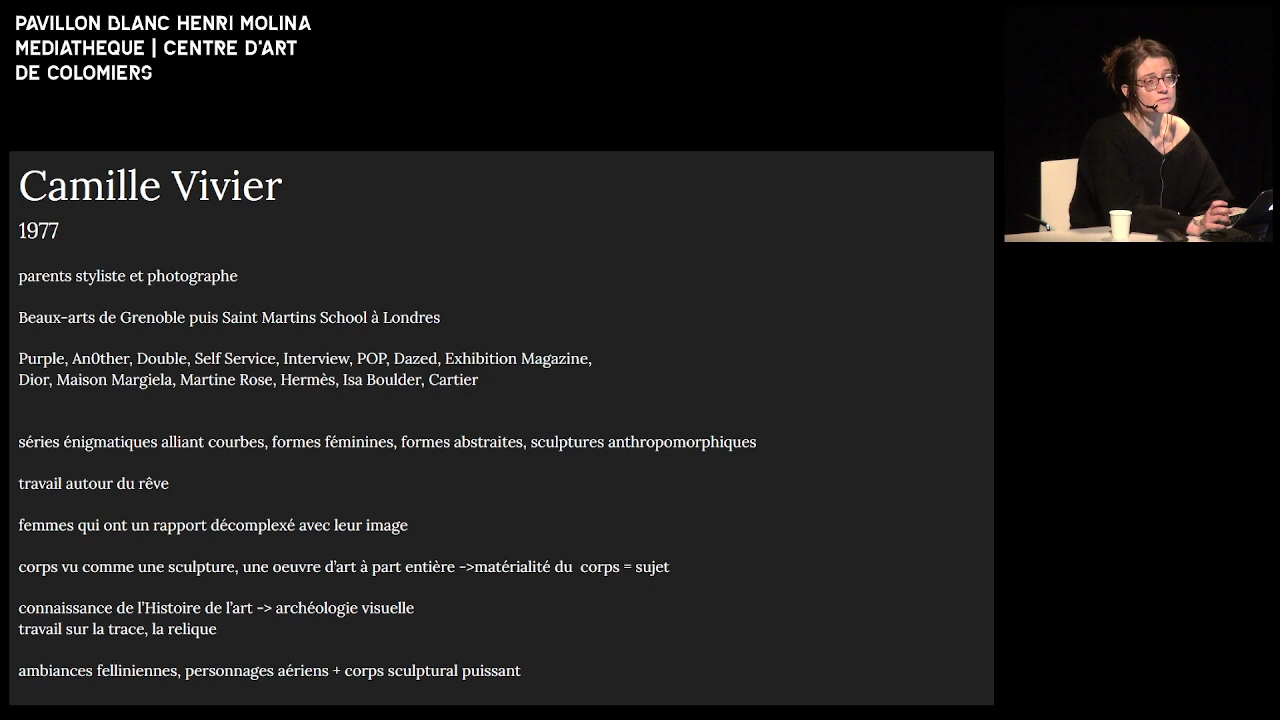 PAVILLON BLANC HENRI MOLINA
MEDIATHEQUE | CENTRE D'ART
DE COLOMIERS
Camille Vivier
1977
parents styliste et photographe
Beaux-arts de Grenoble puis Saint Martins School à Londres
Purple, An0ther, Double, Self Service, Interview, POP, Dazed, Exhibition Magazine,
Dior, Maison Margiela, Martine Rose, Hermès, Isa Boulder, Cartier
séries énigmatiques alliant courbes, formes féminines, formes abstraites, sculptures anthropomorphiques
travail autour du rêve
femmes qui ont un rapport décomplexé avec leur image
corps vu comme une sculpture, une oeuvre d'art à part entière ->matérialité du  corps = sujet
connaissance de l'Histoire de l'art -> archéologie visuelle
travail sur la trace, la relique
ambiances felliniennes, personnages aériens + corps sculptural puissant